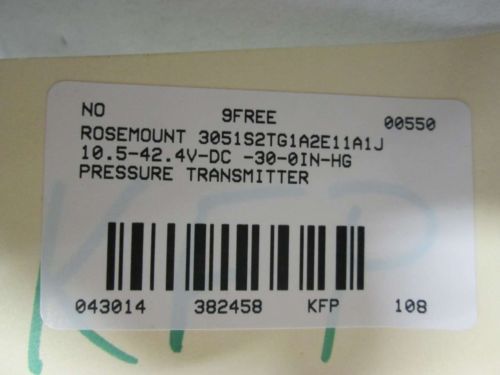 NO 9FREE 00550
ROSEMOUNT 3051S2TG1A2E11A1J
10.5-42.4V-DC -30-0IN-HG
PRESSURE TRANSMITTER
043014 382458 KFP 108
KFP